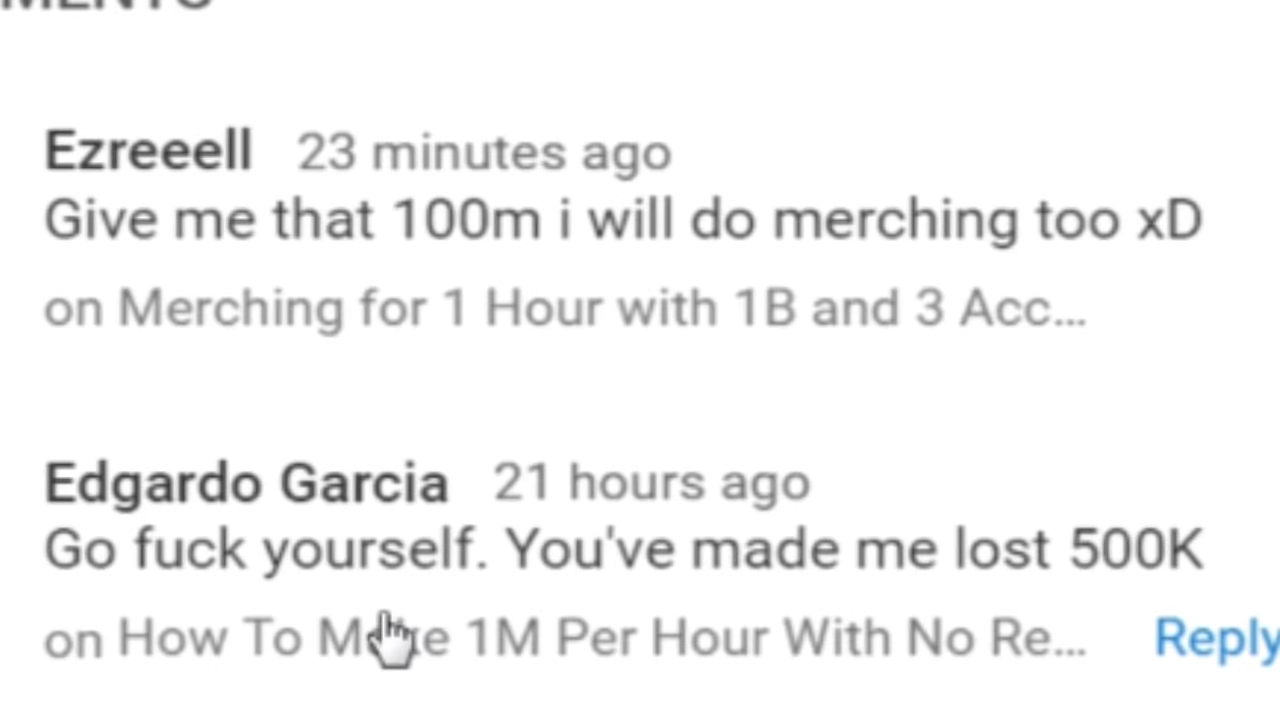 Ezreeell 23 minutes ago
Give me that 100m i will do merching too xD
on Merching for 1 Hour with 1B and 3 Acc...
Edgardo Garcia 21 hours ago
Go fuck yourself. You've made me lost 500K
on How To Make 1M Per Hour With No Re... Reply